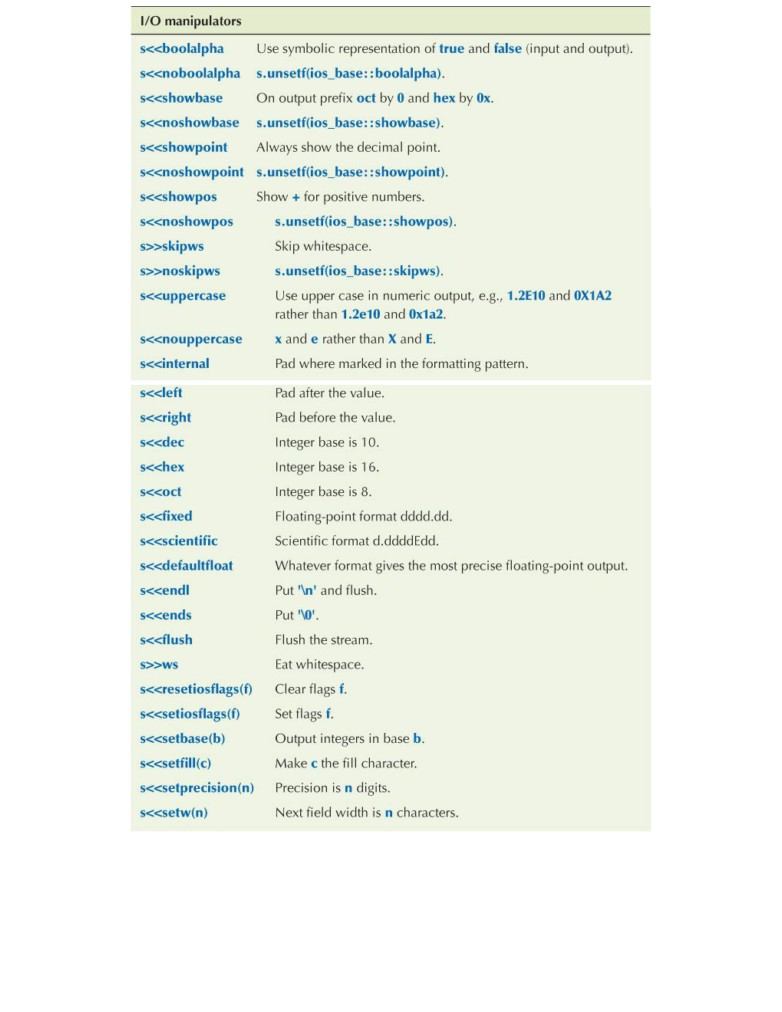 I/O manipulators
s<<boolalpha Use symbolic representation of true and false (input and output).
s<<noboolalpha s.unsetf(ios_base::boolalpha).
s<<showbase On output prefix oct by 0 and hex by 0x.
s<<noshowbase s.unsetf(ios_base::showbase).
s<<showpoint Always show the decimal point.
s<<noshowpoint s.unsetf(ios_base::showpoint).
s<<showpos Show + for positive numbers.
s<<noshowpos s.unsetf(ios_base::showpos).
s>>skipws Skip whitespace.
s>>noskipws s.unsetf(ios_base::skipws).
s<<uppercase Use upper case in numeric output, e.g., 1.2E10 and 0X1A2
rather than 1.2e10 and 0x1a2.
s<<nouppercase x and e rather than X and E.
s<<internal Pad where marked in the formatting pattern.
s<<left Pad after the value.
s<<right Pad before the value.
s<<dec Integer base is 10.
s<<hex Integer base is 16.
s<<oct Integer base is 8.
s<<fixed Floating-point format dddd.dd.
s<<scientific Scientific format d.ddddEdd.
s<<defaultfloat Whatever format gives the most precise floating-point output.
s<<endl Put '\n' and flush.
s<<ends Put '\0'.
s<<flush Flush the stream.
s>>ws Eat whitespace.
s<<resetiosflags(f) Clear flags f.
s<<setiosflags(f) Set flags f.
s<<setbase(b) Output integers in base b.
s<<setfill(c) Make c the fill character.
s<<setprecision(n) Precision is n digits.
s<<setw(n) Next field width is n characters.